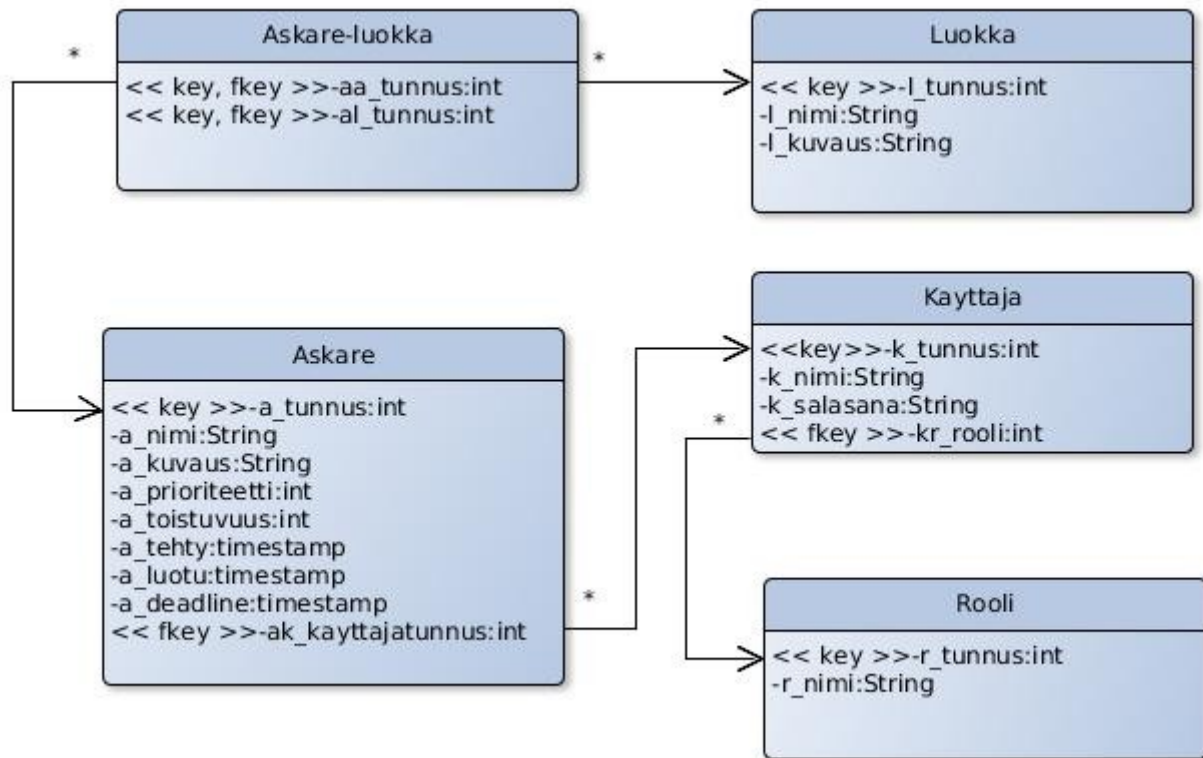 Askare-luokka
<< key, fkey >>-aa_tunnus:int
<< key, fkey >>-al_tunnus:int
*
*
Luokka
<< key >>-l_tunnus:int
-l_nimi:String
-l_kuvaus:String
Askare
<< key >>-a_tunnus:int
-a_nimi:String
-a_kuvaus:String
-a_prioriteetti:int
-a_toistuvuus:int
-a_tehty:timestamp
-a_luotu:timestamp
-a_deadline:timestamp
<< fkey >>-ak_kayttajatunnus:int
*
Kayttaja
<<key>>-k_tunnus:int
-k_nimi:String
-k_salasana:String
<< fkey >>-kr_rooli:int
*
Rooli
<< key >>-r_tunnus:int
-r_nimi:String